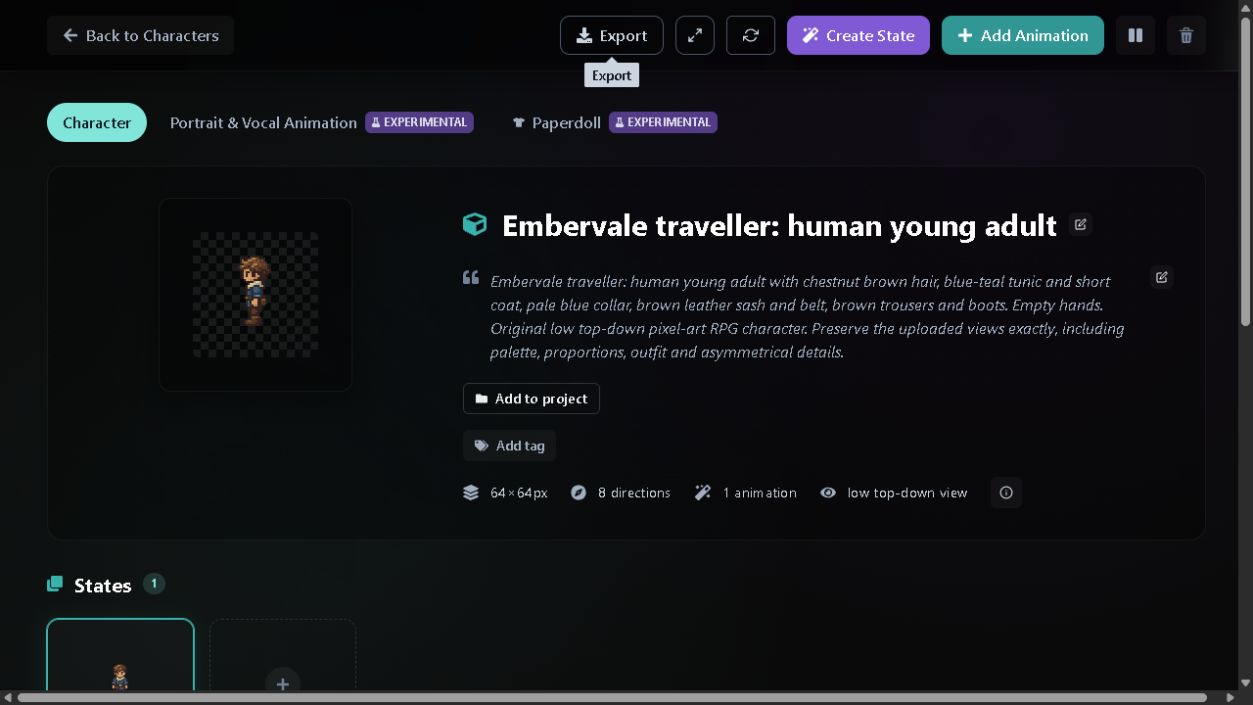 Back to Characters
Export
Create State
Add Animation
Export
Character
Portrait & Vocal Animation
EXPERIMENTAL
Paperdoll
EXPERIMENTAL
Embervale traveller: human young adult
Embervale traveller: human young adult with chestnut brown hair, blue-teal tunic and short
coat, pale blue collar, brown leather sash and belt, brown trousers and boots. Empty hands.
Original low top-down pixel-art RPG character. Preserve the uploaded views exactly, including
palette, proportions, outfit and asymmetrical details.
Add to project
Add tag
64×64px
8 directions
1 animation
low top-down view
States 1